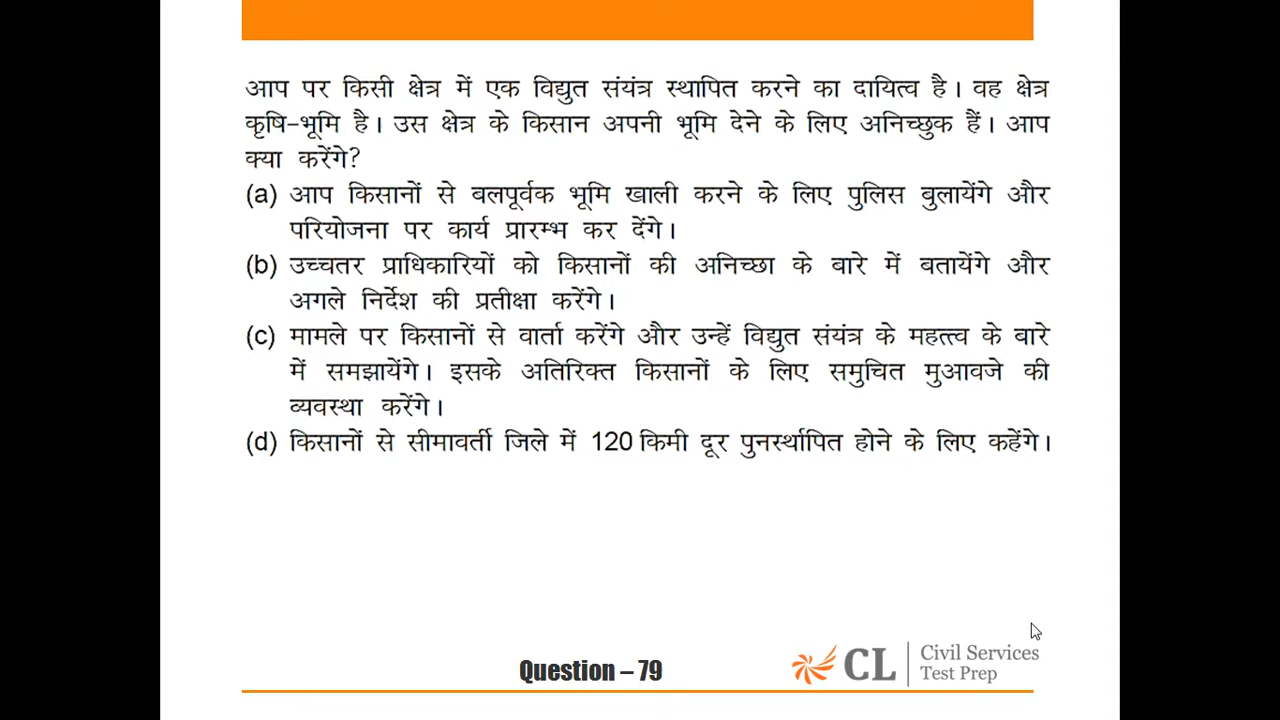 आप पर किसी क्षेत्र में एक विद्युत संयंत्र स्थापित करने का दायित्व है। वह क्षेत्र
कृषि-भूमि है। उस क्षेत्र के किसान अपनी भूमि देने के लिए अनिच्छुक हैं। आप
क्या करेंगे?
(a) आप किसानों से बलपूर्वक भूमि खाली करने के लिए पुलिस बुलायेंगे और
परियोजना पर कार्य प्रारम्भ कर देंगे।
(b) उच्चतर प्राधिकारियों को किसानों की अनिच्छा के बारे में बतायेंगे और
अगले निर्देश की प्रतीक्षा करेंगे।
(c) मामले पर किसानों से वार्ता करेंगे और उन्हें विद्युत संयंत्र के महत्त्व के बारे
में समझायेंगे। इसके अतिरिक्त किसानों के लिए समुचित मुआवजे की
व्यवस्था करेंगे।
(d) किसानों से सीमावर्ती जिले में 120 किमी दूर पुनर्स्थापित होने के लिए कहेंगे।
Question – 79
CL
Civil Services
Test Prep